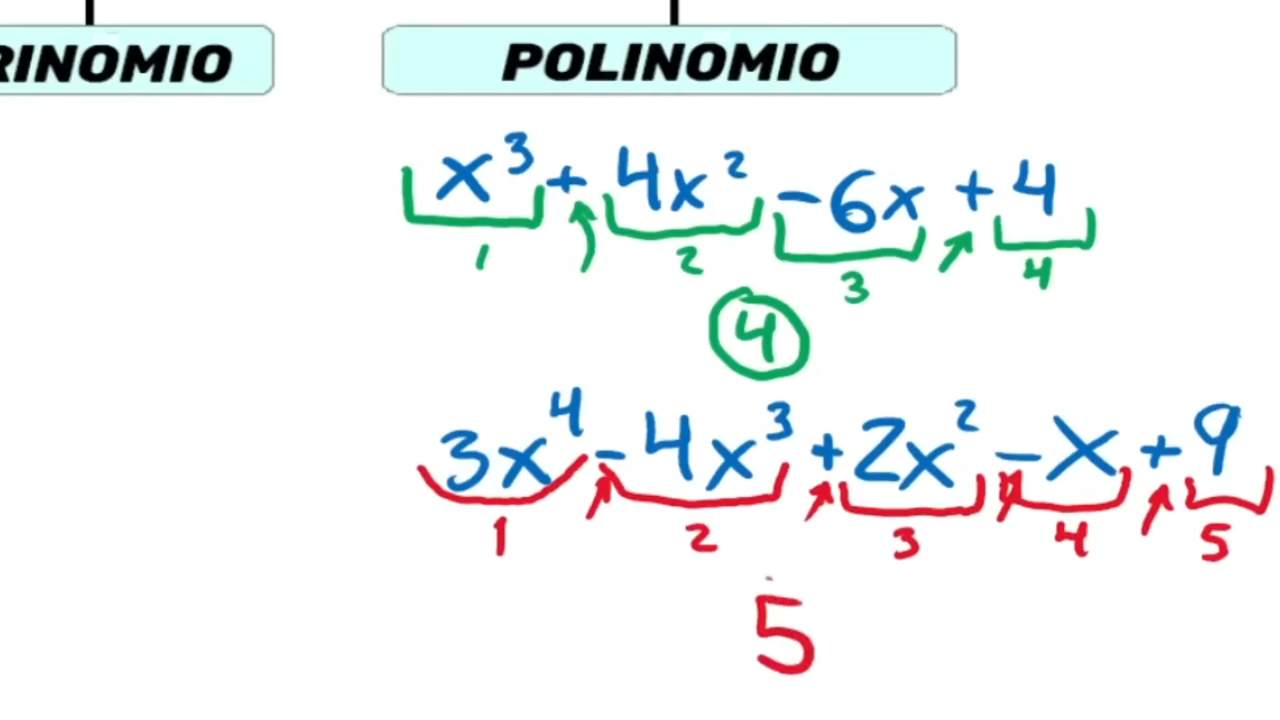 RINOMIO POLINOMIO
x³ + 4x² - 6x + 4
1 2 3 4
4
3x⁴ - 4x³ + 2x² - x + 9
1 2 3 4 5
5